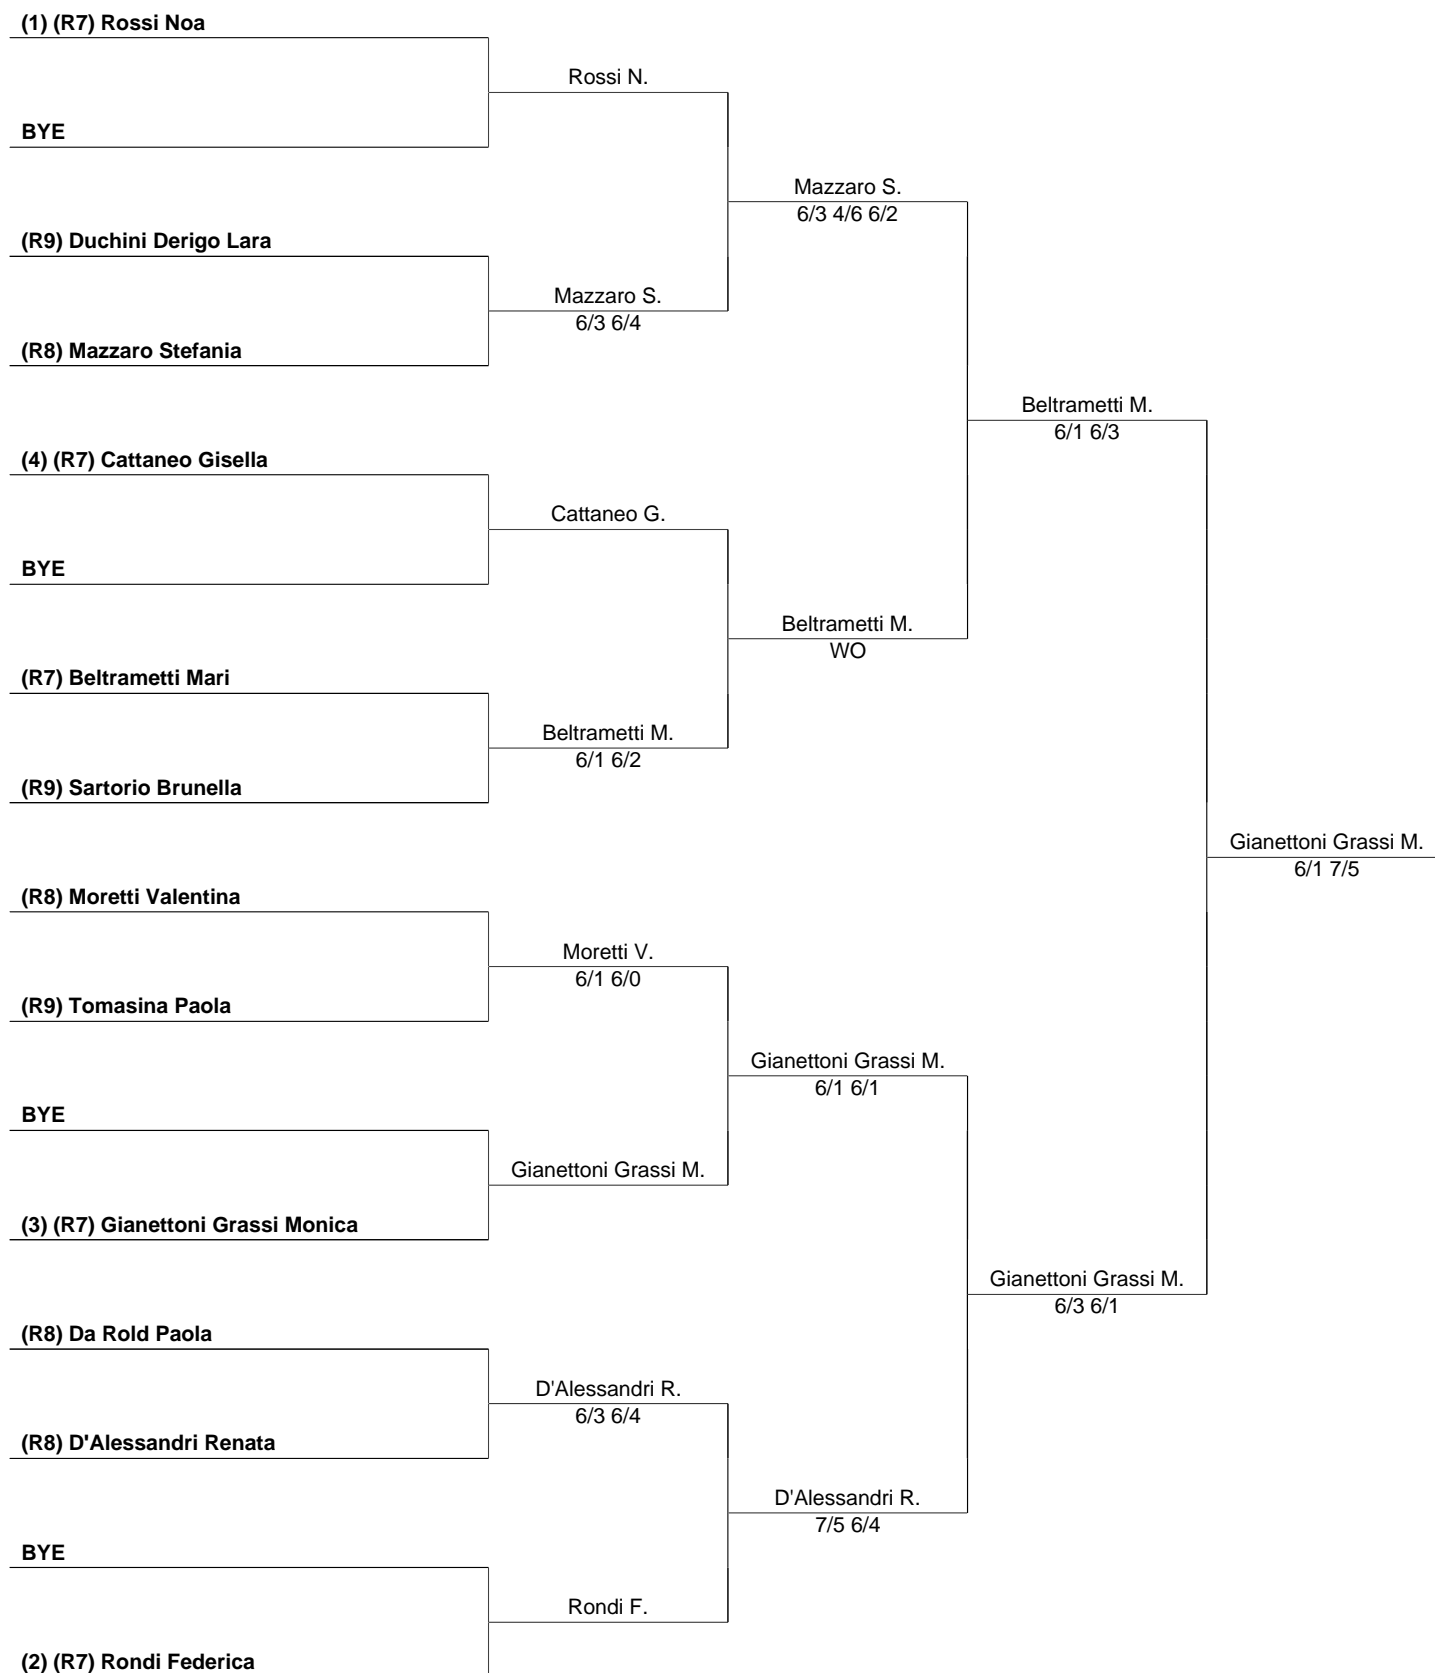 (1) (R7) Rossi Noa
Rossi N.
BYE
Mazzaro S.
6/3 4/6 6/2
(R9) Duchini Derigo Lara
Mazzaro S.
6/3 6/4
(R8) Mazzaro Stefania
Beltrametti M.
6/1 6/3
(4) (R7) Cattaneo Gisella
Cattaneo G.
BYE
Beltrametti M.
WO
(R7) Beltrametti Mari
Beltrametti M.
6/1 6/2
(R9) Sartorio Brunella
Gianettoni Grassi M.
6/1 7/5
(R8) Moretti Valentina
Moretti V.
6/1 6/0
(R9) Tomasina Paola
Gianettoni Grassi M.
6/1 6/1
BYE
Gianettoni Grassi M.
(3) (R7) Gianettoni Grassi Monica
Gianettoni Grassi M.
6/3 6/1
(R8) Da Rold Paola
D'Alessandri R.
6/3 6/4
(R8) D'Alessandri Renata
D'Alessandri R.
7/5 6/4
BYE
Rondi F.
(2) (R7) Rondi Federica